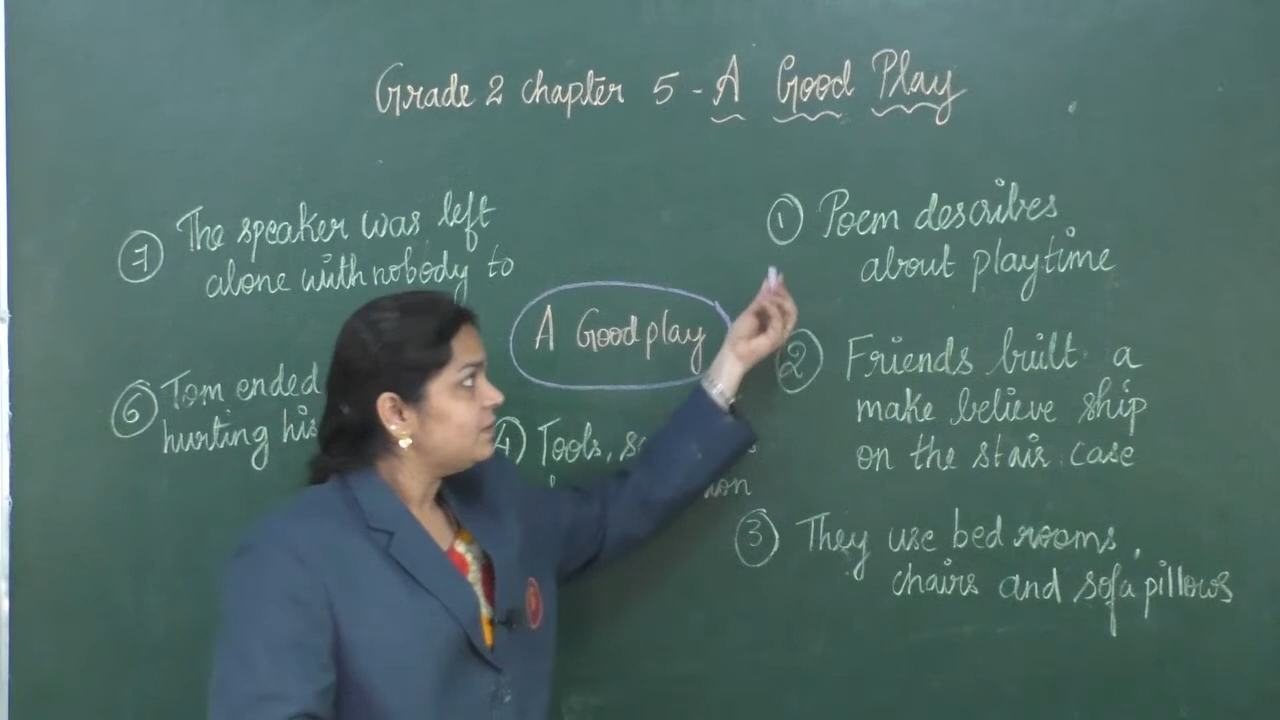 Grade 2 chapter 5 - A Good Play
A Good play
① Poem describes
about playtime
② Friends built a
make believe ship
on the stair case
③ They use bed rooms,
chairs and sofa pillows
④ Tools,
⑥ Tom ended
hurting his
⑦ The speaker was left
alone with nobody to